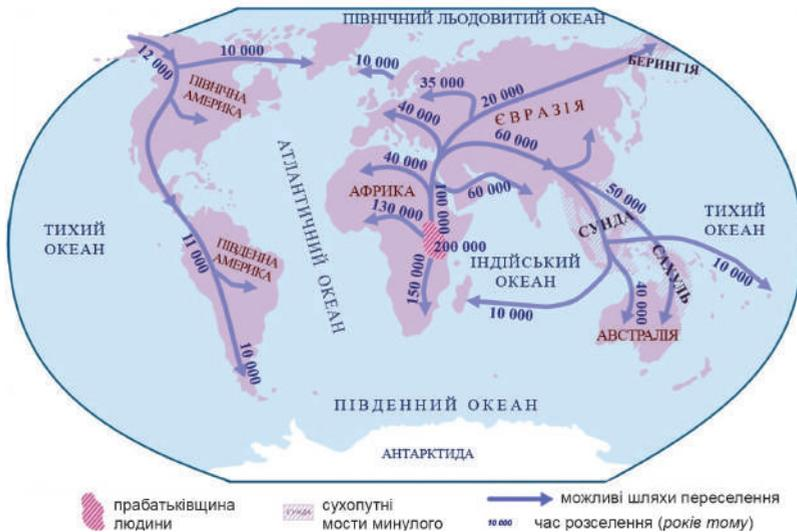 ПІВНІЧНИЙ ЛЬОДОВИТИЙ ОКЕАН
12 000
10 000
10 000
БЕРИНГІЯ
ПІВНІЧНА
АМЕРИКА
35 000
20 000
ЄВРАЗІЯ
40 000
60 000
АТЛАНТИЧНИЙ ОКЕАН
40 000
АФРИКА
60 000
50 000
130 000
100 000
ТИХИЙ
ОКЕАН
ТИХИЙ
ОКЕАН
СУНДА
11 000
ПІВДЕННА
АМЕРИКА
200 000
ІНДІЙСЬКИЙ
ОКЕАН
САХУЛЬ
10 000
150 000
40 000
10 000
АВСТРАЛІЯ
10 000
ПІВДЕННИЙ ОКЕАН
АНТАРКТИДА
прабатьківщина
людини
СУНДА
сухопутні
мости минулого
можливі шляхи переселення
10 000
час розселення (років тому)